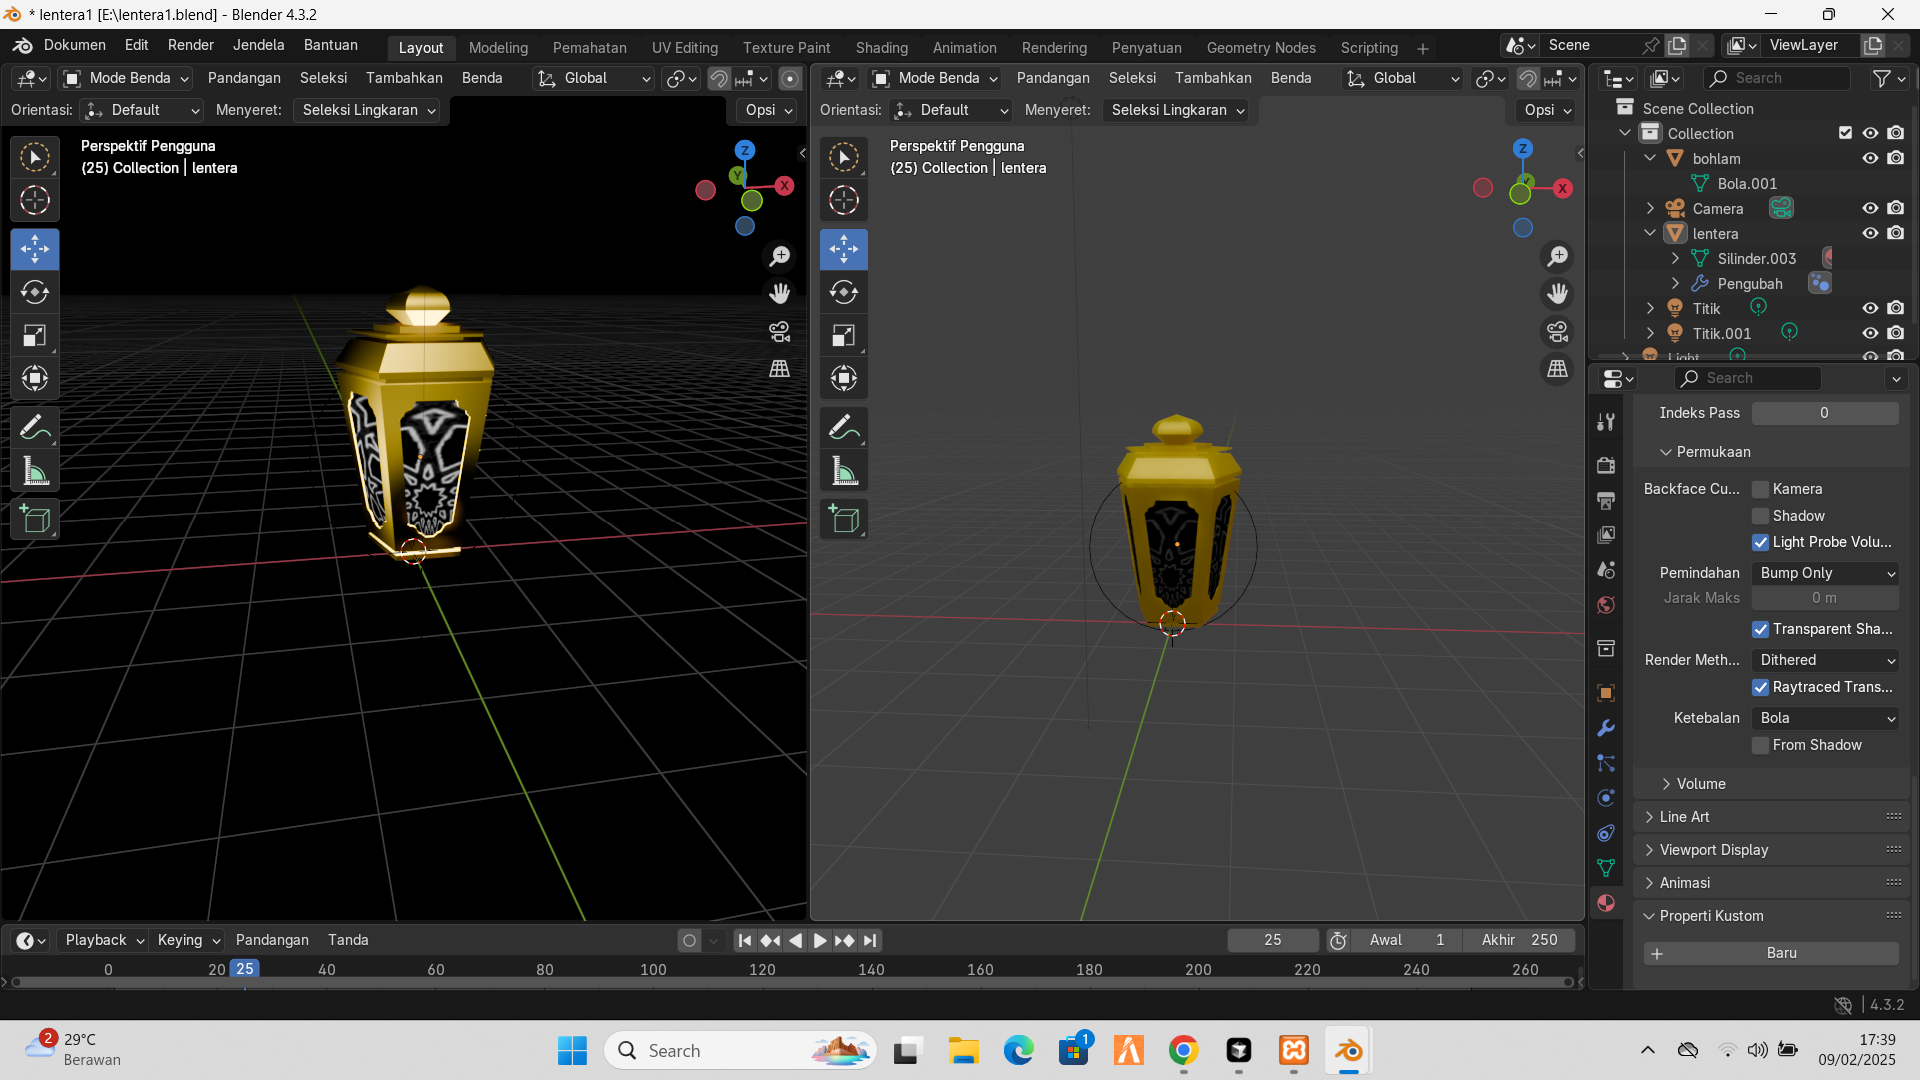 * lentera1 [E:\lentera1.blend] - Blender 4.3.2
Dokumen Edit Render Jendela Bantuan Layout Modeling Pemahatan UV Editing Texture Paint Shading Animation Rendering Penyatuan Geometry Nodes Scripting + Scene ViewLayer
Mode Benda Pandangan Seleksi Tambahkan Benda Global
Mode Benda Pandangan Seleksi Tambahkan Benda Global
Search
Orientasi: Default Menyeret: Seleksi Lingkaran Opsi
Orientasi: Default Menyeret: Seleksi Lingkaran Opsi
Perspektif Pengguna
(25) Collection | lentera
Z
Y
X
Perspektif Pengguna
(25) Collection | lentera
Z
X
Scene Collection
Collection
bohlam
Bola.001
Camera
lentera
Silinder.003
Pengubah
Titik
Titik.001
Light
Search
Indeks Pass 0
Permukaan
Backface Cu... Kamera
Shadow
Light Probe Volu...
Pemindahan Bump Only
Jarak Maks 0 m
Transparent Sha...
Render Meth... Dithered
Raytraced Trans...
Ketebalan Bola
From Shadow
Volume
Line Art
Viewport Display
Animasi
Properti Kustom
+ Baru
Playback Keying Pandangan Tanda 25 Awal 1 Akhir 250
0 20 25 40 60 80 100 120 140 160 180 200 220 240 260
4.3.2
2
29°C
Berawan
Search
1
17:39
09/02/2025